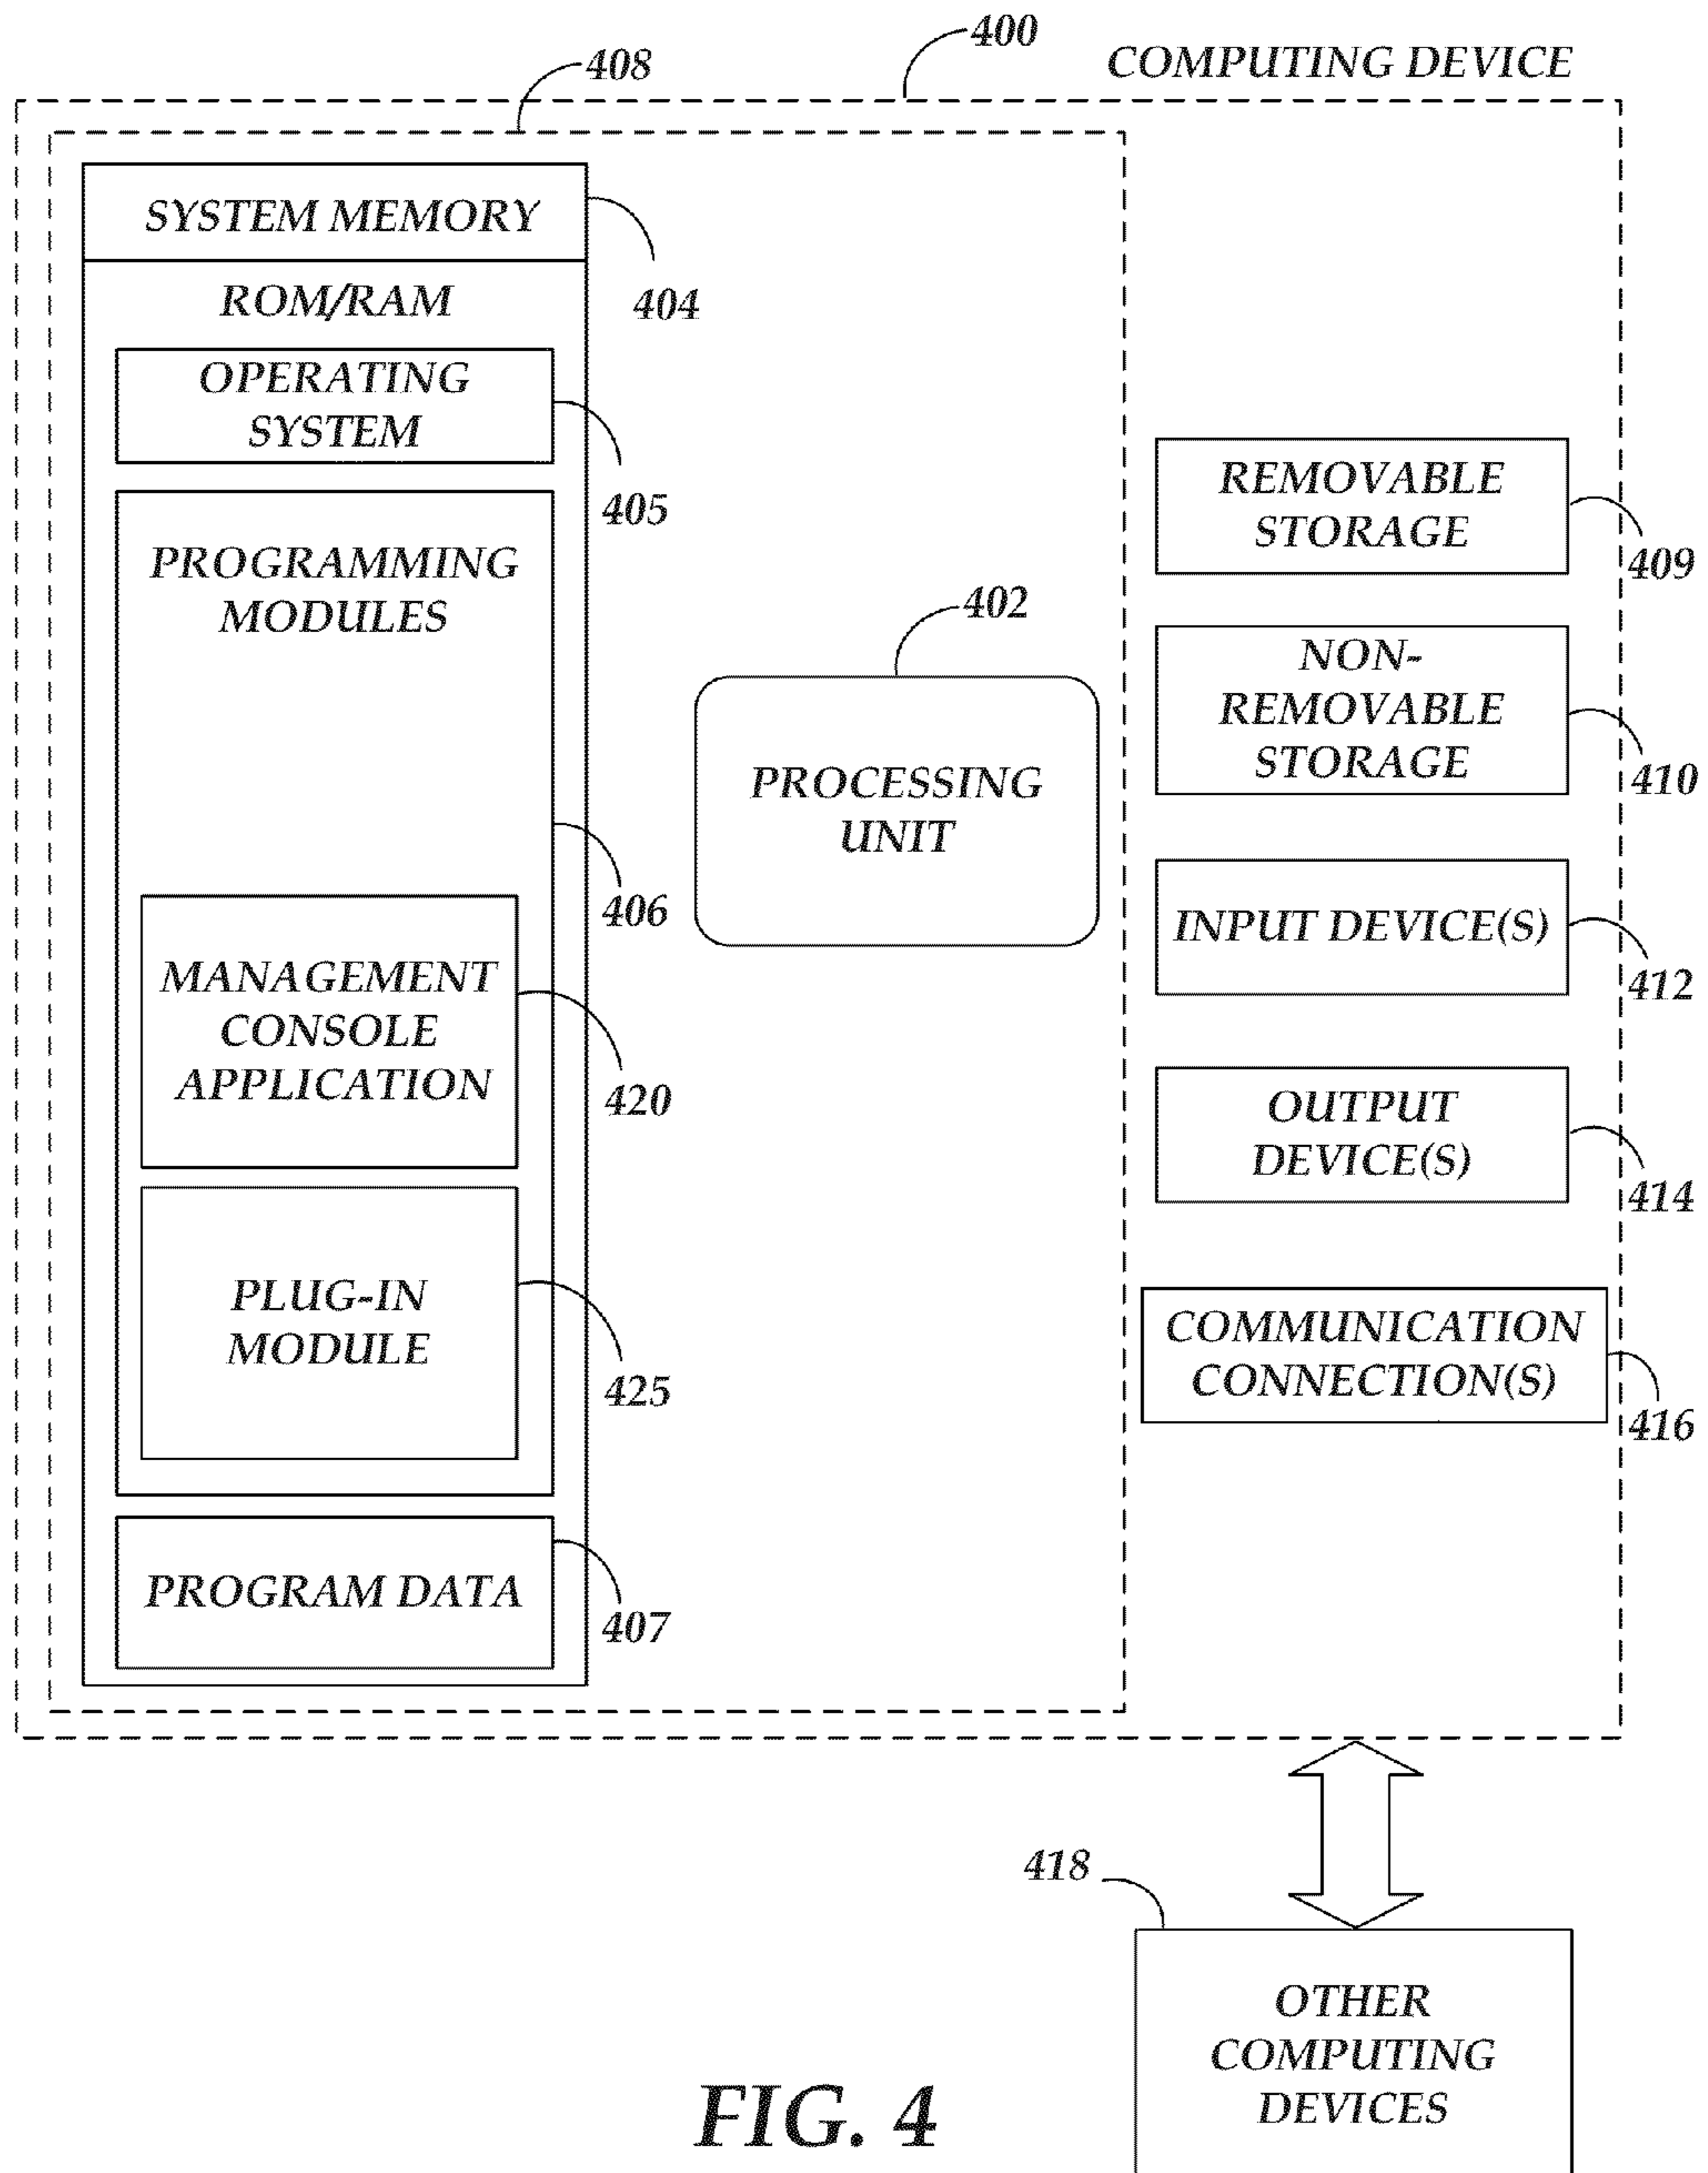 400
408
COMPUTING DEVICE
SYSTEM MEMORY
404
ROM/RAM
OPERATING
SYSTEM
405
PROGRAMMING
MODULES
406
MANAGEMENT
CONSOLE
APPLICATION
420
PLUG-IN
MODULE
425
PROGRAM DATA
407
402
PROCESSING
UNIT
REMOVABLE
STORAGE
409
NON-
REMOVABLE
STORAGE
410
INPUT DEVICE(S)
412
OUTPUT
DEVICE(S)
414
COMMUNICATION
CONNECTION(S)
416
418
OTHER
COMPUTING
DEVICES
FIG. 4